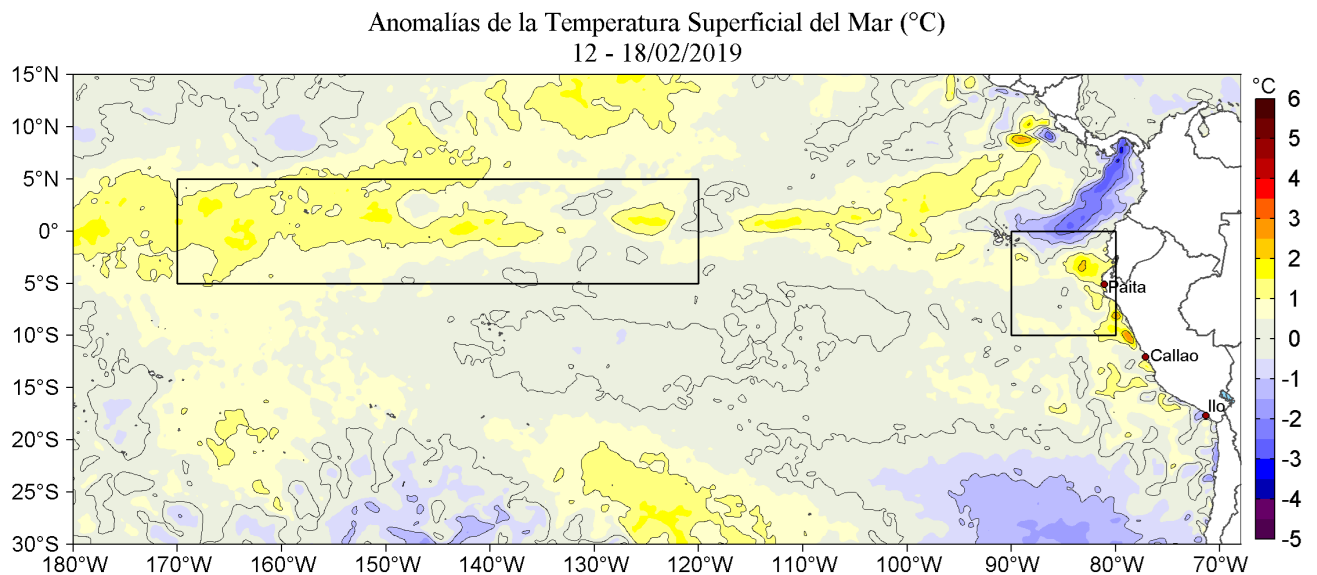 Anomalías de la Temperatura Superficial del Mar (°C)
12 - 18/02/2019
15°N
10°N
5°N
0°
5°S
10°S
15°S
20°S
25°S
30°S
180°W
170°W
160°W
150°W
140°W
130°W
120°W
110°W
100°W
90°W
80°W
70°W
Paita
Callao
Ilo
°C
6
5
4
3
2
1
0
-1
-2
-3
-4
-5